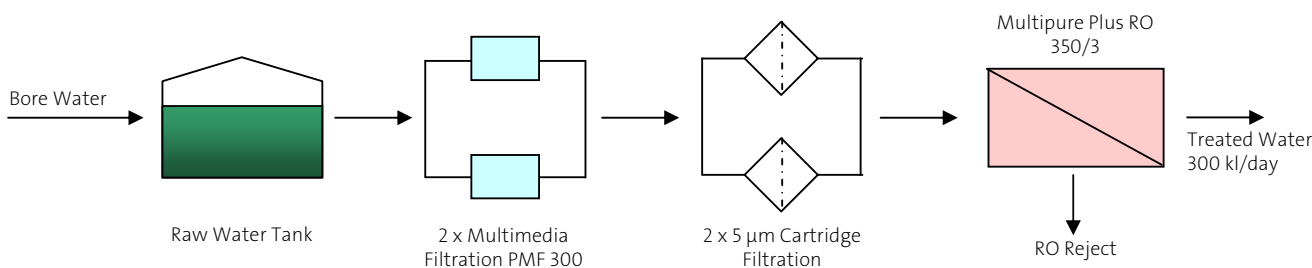 Bore Water
Raw Water Tank
2 x Multimedia
Filtration PMF 300
2 x 5 µm Cartridge
Filtration
Multipure Plus RO
350/3
Treated Water
300 kl/day
RO Reject